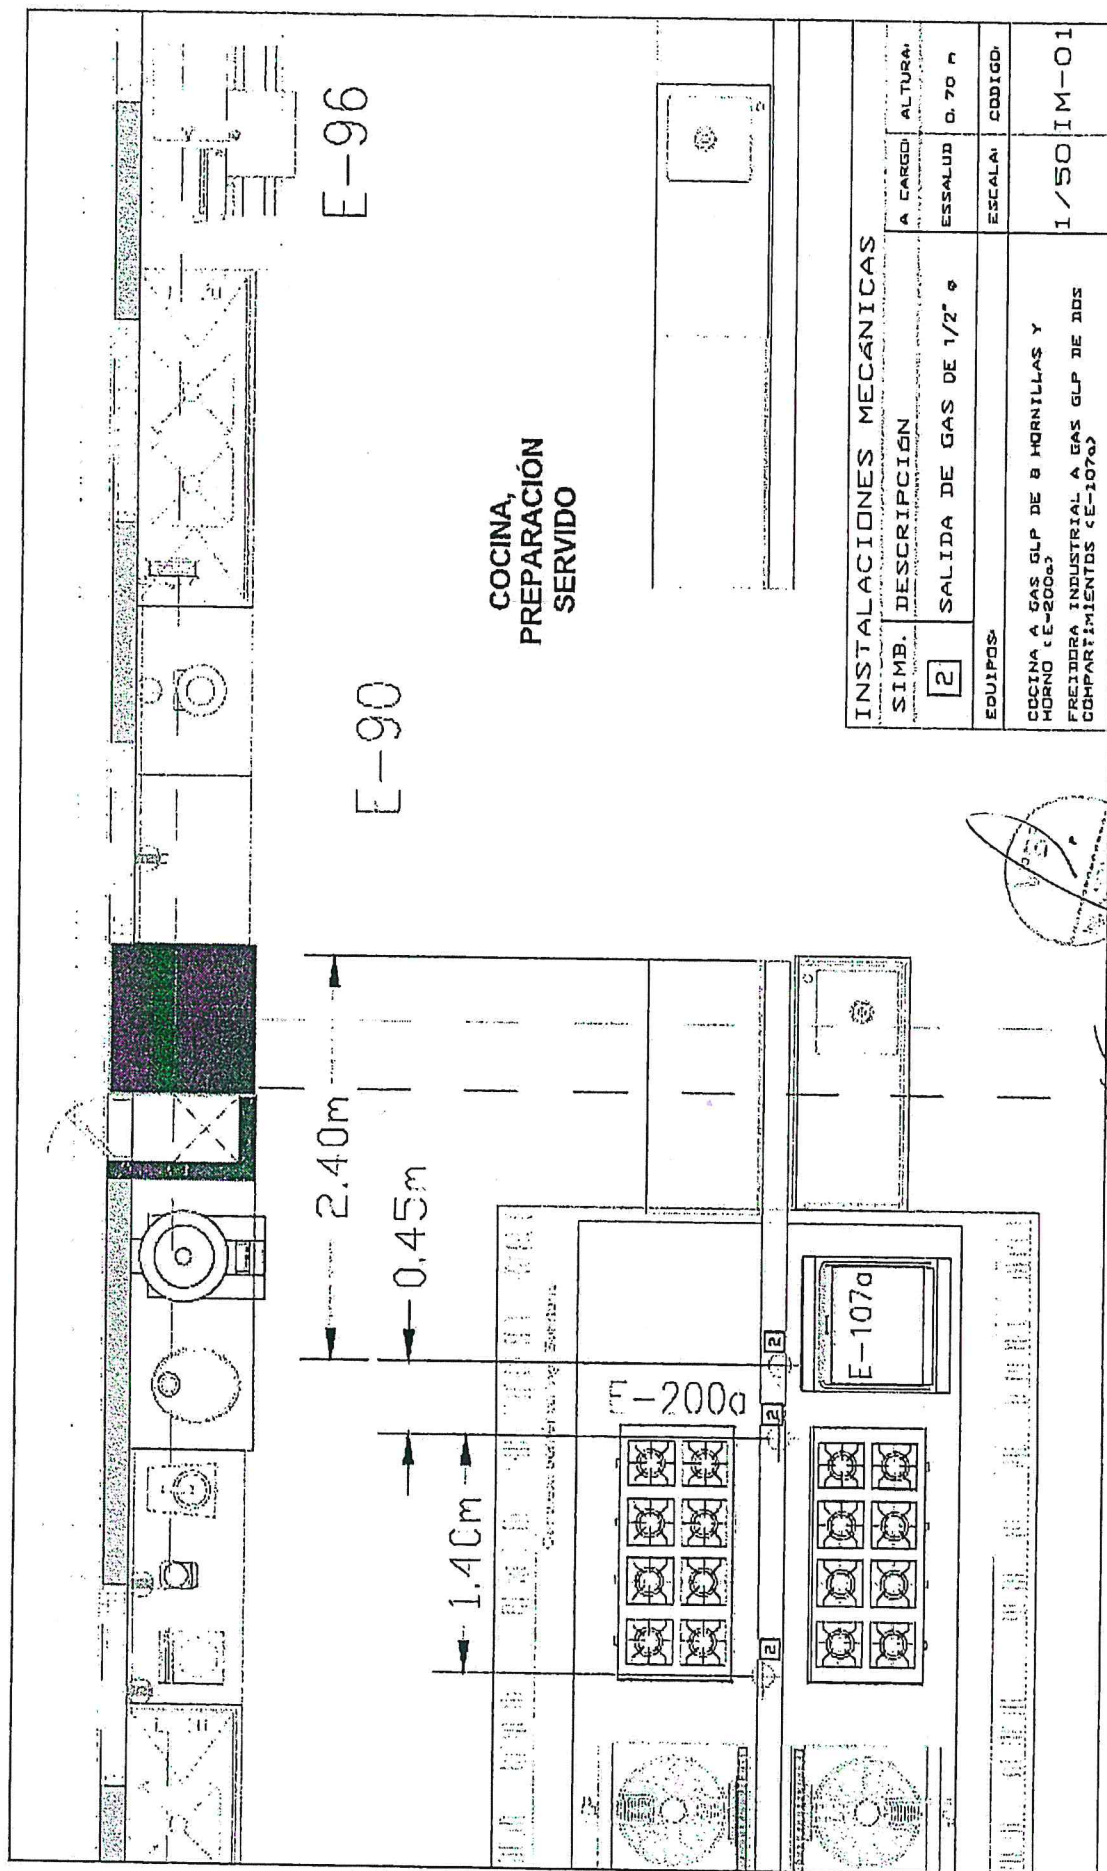 E-96
COCINA,
PREPARACIÓN
SERVIDO
E-90
2.40m
0.45m
1.40m
E-200a
E-107a
2
2
2
INSTALACIONES MECÁNICAS
SIMB. DESCRIPCIÓN A CARGO: ALTURA:
2 SALIDA DE GAS DE 1/2" ø ESSALUD 0.70 m
EQUIPOS: ESCALA: CODIGO:
COCINA A GAS GLP DE 8 HORNILLAS Y
HORNO (E-200a)
FREIDORA INDUSTRIAL A GAS GLP DE DOS
COMPARTIMIENTOS (E-107a)
1/50 IM-01